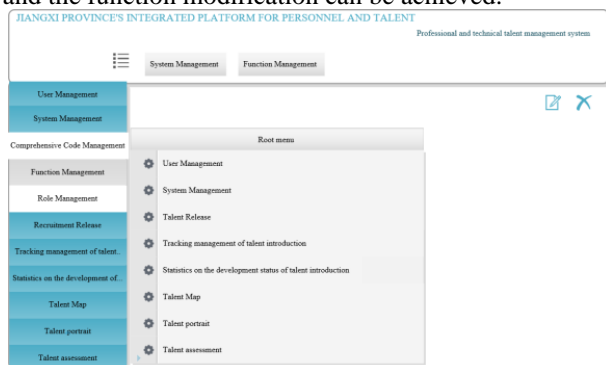 and the function modification can be achieved.
JIANGXI PROVINCE'S INTEGRATED PLATFORM FOR PERSONNEL AND TALENT
Professional and technical talent management system
System Management
Function Management
User Management
System Management
Comprehensive Code Management
Function Management
Role Management
Recruitment Release
Tracking management of talent..
Statistics on the development of...
Talent Map
Talent portrait
Talent assessment
Root menu
User Management
System Management
Talent Release
Tracking management of talent introduction
Statistics on the development status of talent introduction
Talent Map
Talent portrait
Talent assessment